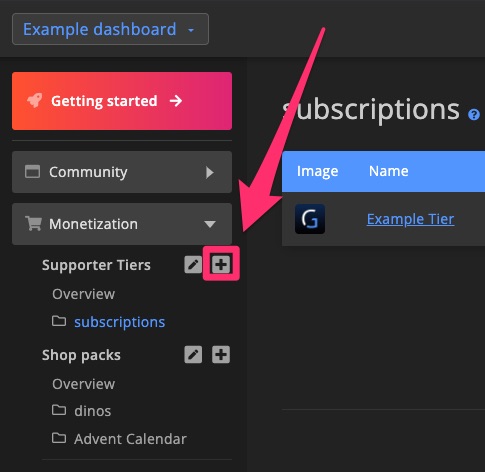 Example dashboard
Getting started
subscriptions
Community
Image Name
Monetization
G Example Tier
Supporter Tiers
Overview
subscriptions
Shop packs
Overview
dinos
Advent Calendar